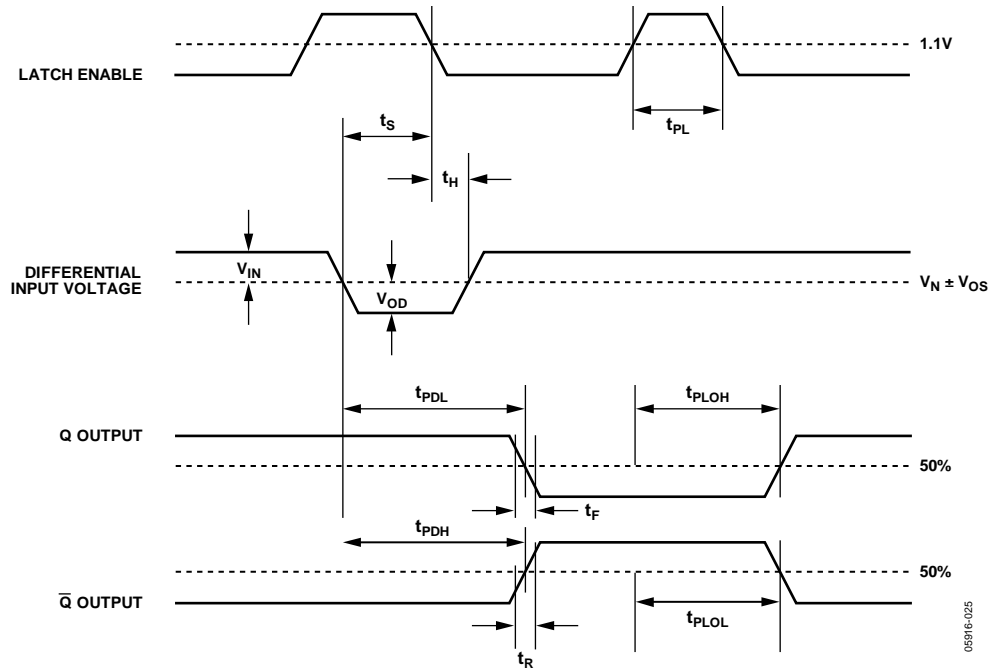 1.1V
LATCH ENABLE
tS
tPL
tH
VIN
DIFFERENTIAL
INPUT VOLTAGE
VOD
VN ± VOS
tPDL
tPLOH
Q OUTPUT
50%
tF
tPDH
50%
Q̅ OUTPUT
tPLOL
tR
05916-025